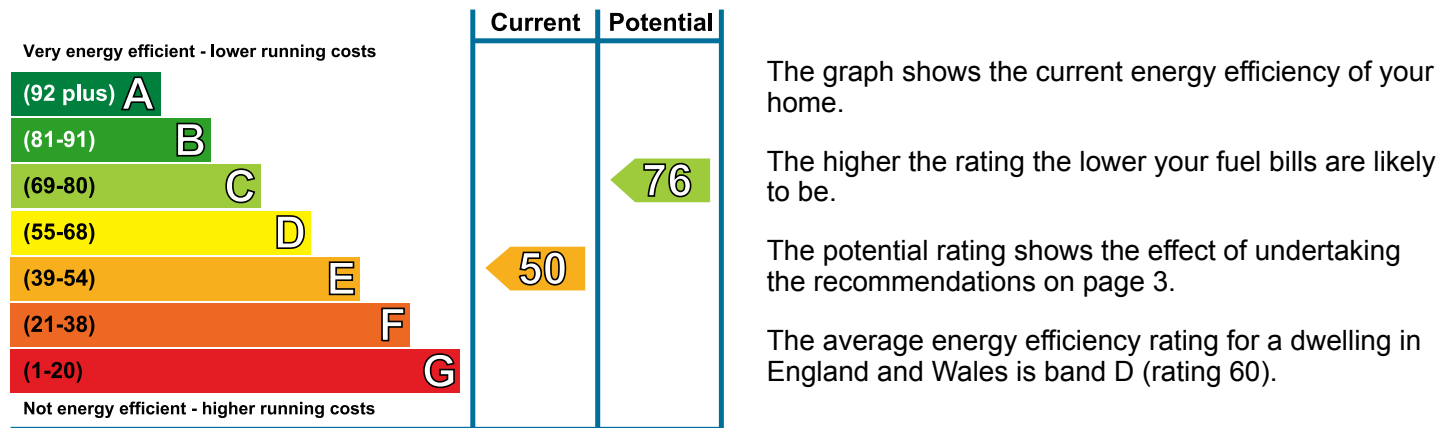 Current Potential
Very energy efficient - lower running costs
(92 plus) A
(81-91) B
(69-80) C
76
(55-68) D
(39-54) E
50
(21-38) F
(1-20) G
Not energy efficient - higher running costs
The graph shows the current energy efficiency of your
home.
The higher the rating the lower your fuel bills are likely
to be.
The potential rating shows the effect of undertaking
the recommendations on page 3.
The average energy efficiency rating for a dwelling in
England and Wales is band D (rating 60).